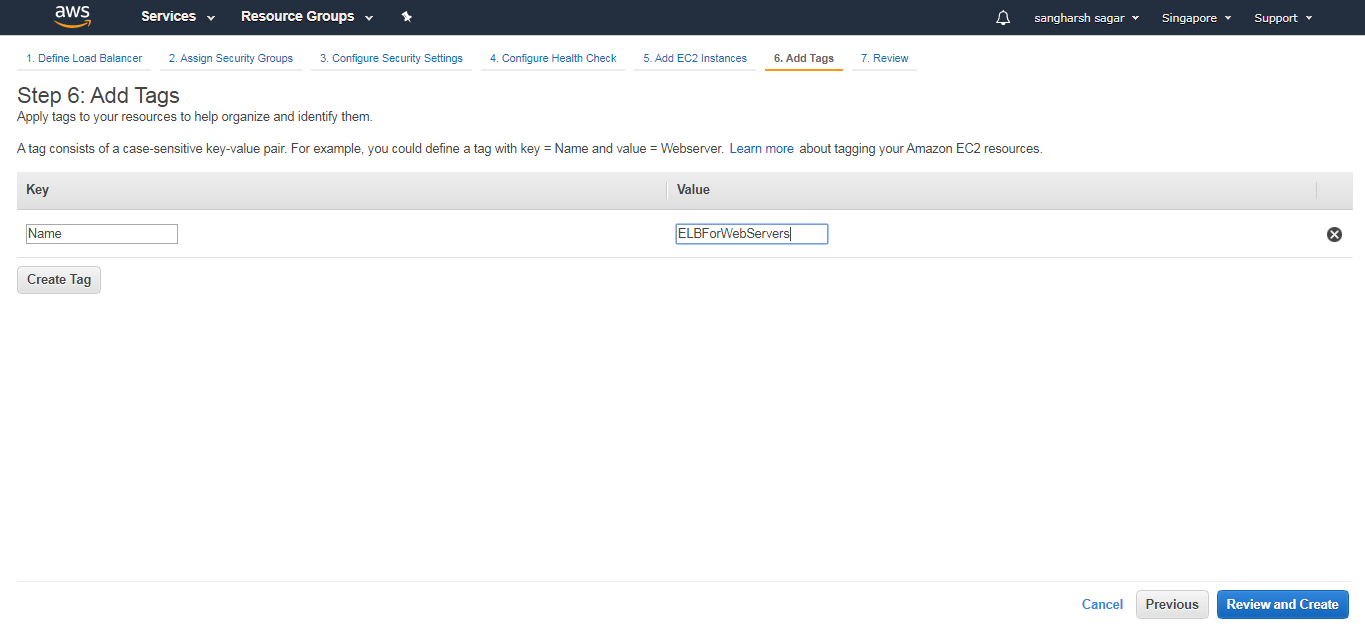 aws Services Resource Groups sangharsh sagar Singapore Support
1. Define Load Balancer 2. Assign Security Groups 3. Configure Security Settings 4. Configure Health Check 5. Add EC2 Instances 6. Add Tags 7. Review
Step 6: Add Tags
Apply tags to your resources to help organize and identify them.
A tag consists of a case-sensitive key-value pair. For example, you could define a tag with key = Name and value = Webserver. Learn more about tagging your Amazon EC2 resources.
Key Value
Name ELBForWebServers
Create Tag
Cancel Previous Review and Create